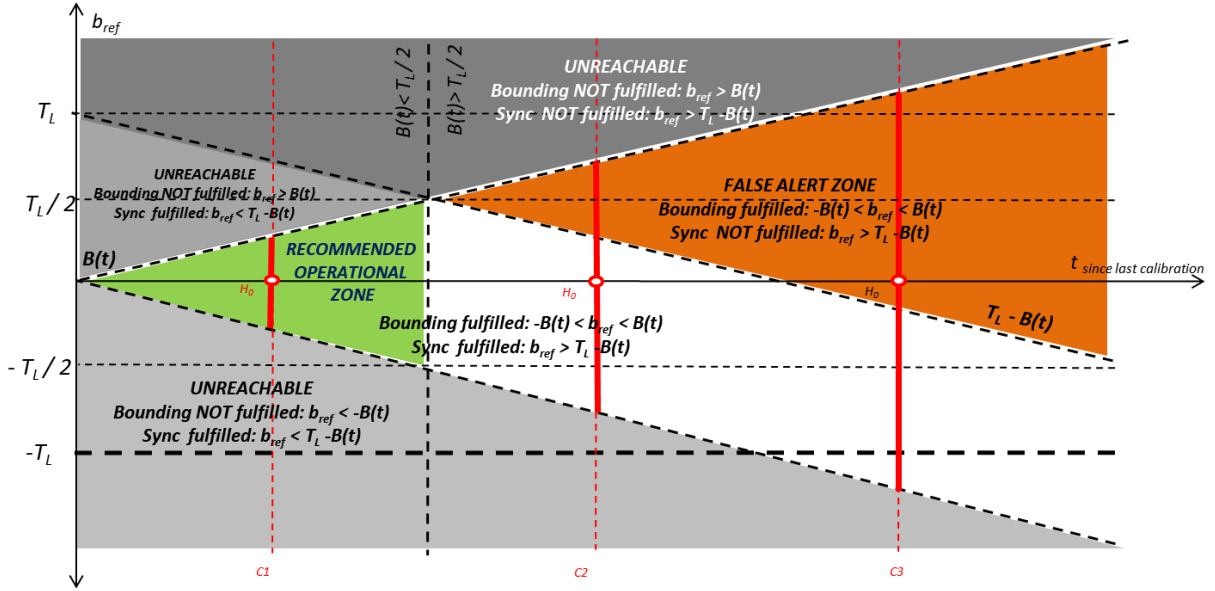 b_ref
T_L
T_L / 2
B(t)
- T_L / 2
-T_L
B(t)< T_L / 2
B(t)> T_L / 2
UNREACHABLE
Bounding NOT fulfilled: b_ref > B(t)
Sync NOT fulfilled: b_ref > T_L -B(t)
UNREACHABLE
Bounding NOT fulfilled: b_ref > B(t)
Sync fulfilled: b_ref < T_L -B(t)
FALSE ALERT ZONE
Bounding fulfilled: -B(t) < b_ref < B(t)
Sync NOT fulfilled: b_ref > T_L -B(t)
RECOMMENDED
OPERATIONAL
ZONE
H_0
H_0
H_0
t since last calibration
T_L - B(t)
Bounding fulfilled: -B(t) < b_ref < B(t)
Sync fulfilled: b_ref > T_L -B(t)
UNREACHABLE
Bounding NOT fulfilled: b_ref < -B(t)
Sync fulfilled: b_ref < T_L -B(t)
C1
C2
C3